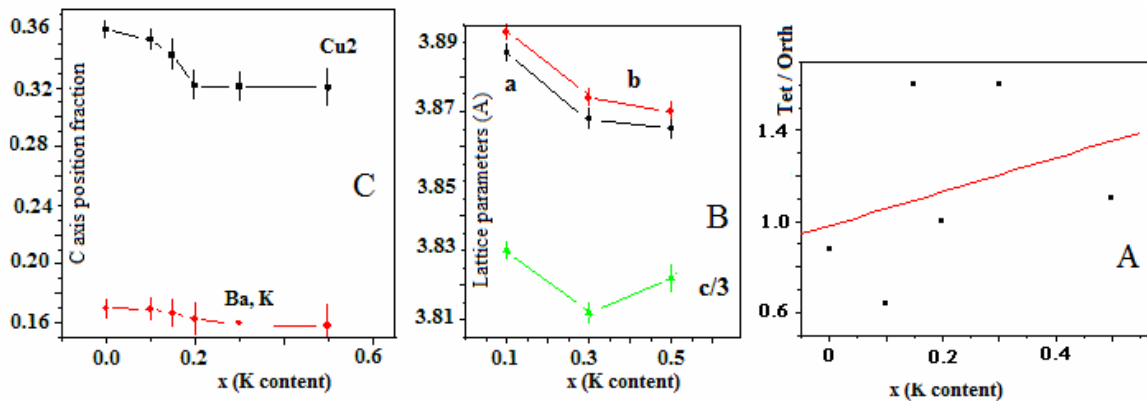 0.36
0.32
0.28
0.24
0.20
0.16
C axis position fraction
Cu2
C
Ba, K
0.0
0.2
0.6
x (K content)
3.89
3.87
3.85
3.83
3.81
Lattice parameters (A)
a
b
B
c/3
0.1
0.3
0.5
x (K content)
Tet / Orth
1.4
1.0
0.6
A
0
0.2
0.4
x (K content)